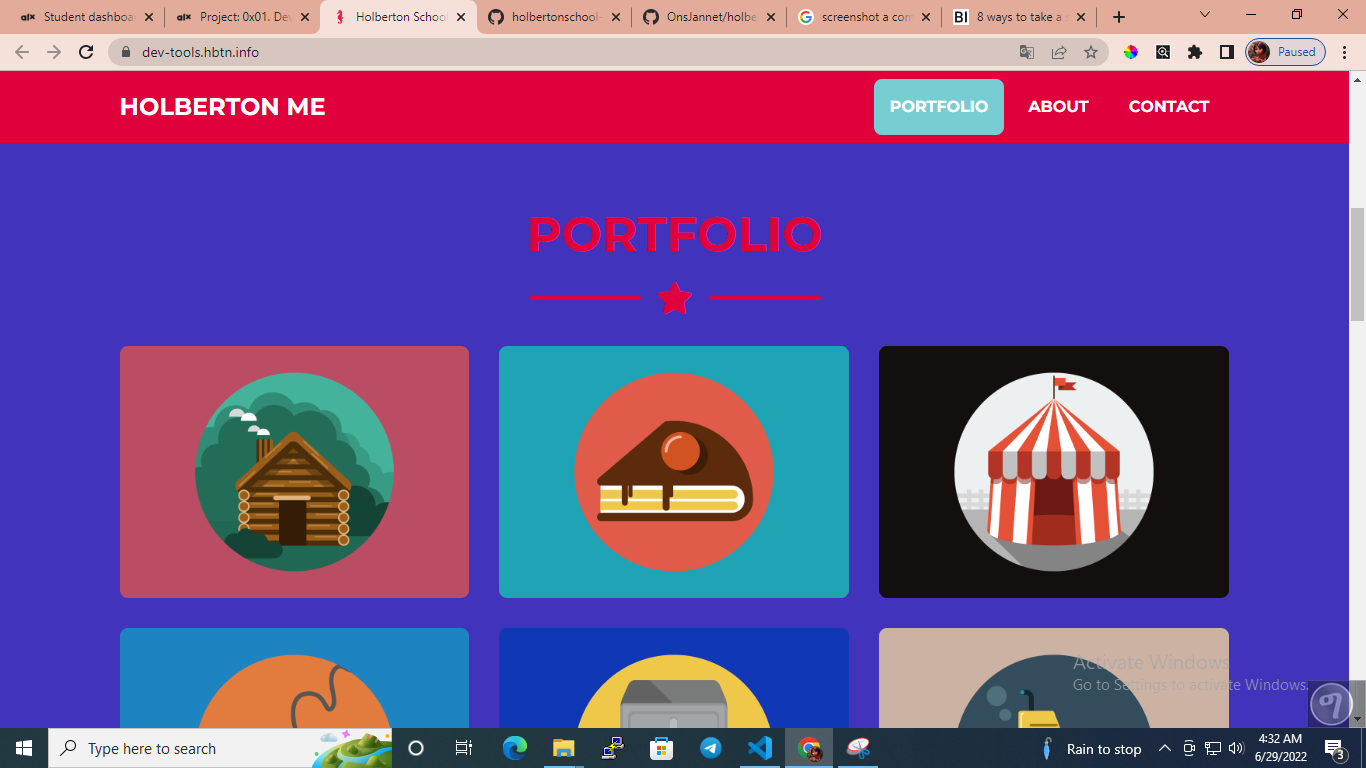 alx Student dashboa
alx Project: 0x01. De
Holberton Schoo
holbertonschool-
OnsJannet/holbe
screenshot a com
BI 8 ways to take a s
dev-tools.hbtn.info
Paused
HOLBERTON ME
PORTFOLIO
ABOUT
CONTACT
PORTFOLIO
Activate Windows
Go to Settings to activate Windows.
Type here to search
Rain to stop
4:32 AM
6/29/2022
3